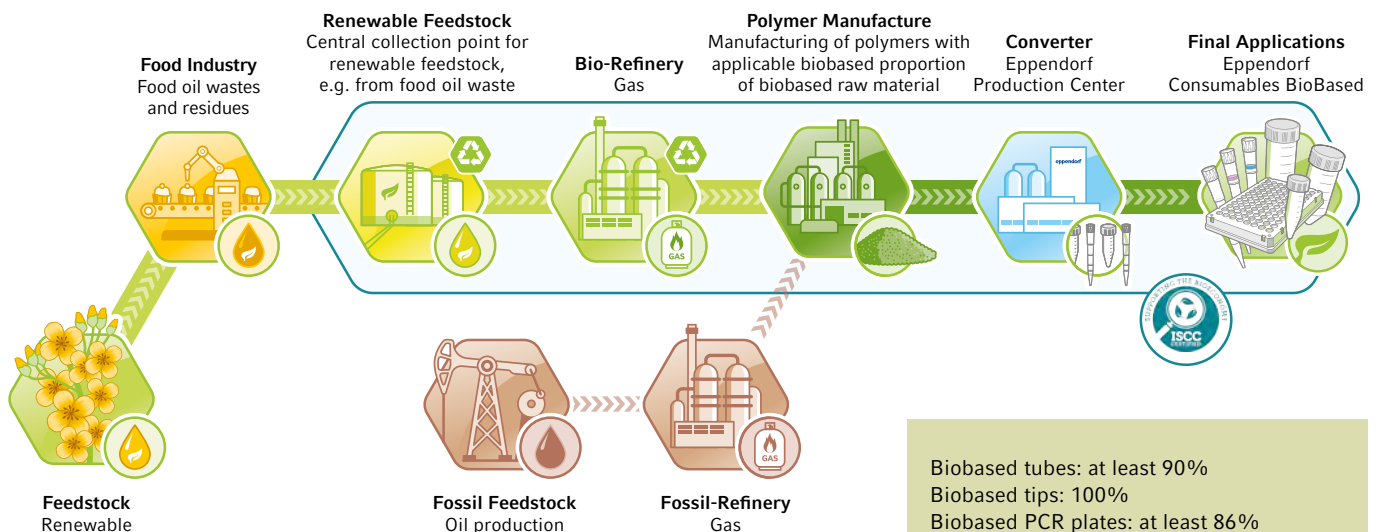 Renewable Feedstock
Central collection point for
renewable feedstock,
e.g. from food oil waste
Polymer Manufacture
Manufacturing of polymers with
applicable biobased proportion
of biobased raw material
Food Industry
Food oil wastes
and residues
Bio-Refinery
Gas
Converter
Eppendorf
Production Center
Final Applications
Eppendorf
Consumables BioBased
eppendorf
GAS
SUPPORTING THE BIOECONOMY
ISCC
GAS
Feedstock
Renewable
Fossil Feedstock
Oil production
Fossil-Refinery
Gas
Biobased tubes: at least 90%
Biobased tips: 100%
Biobased PCR plates: at least 86%